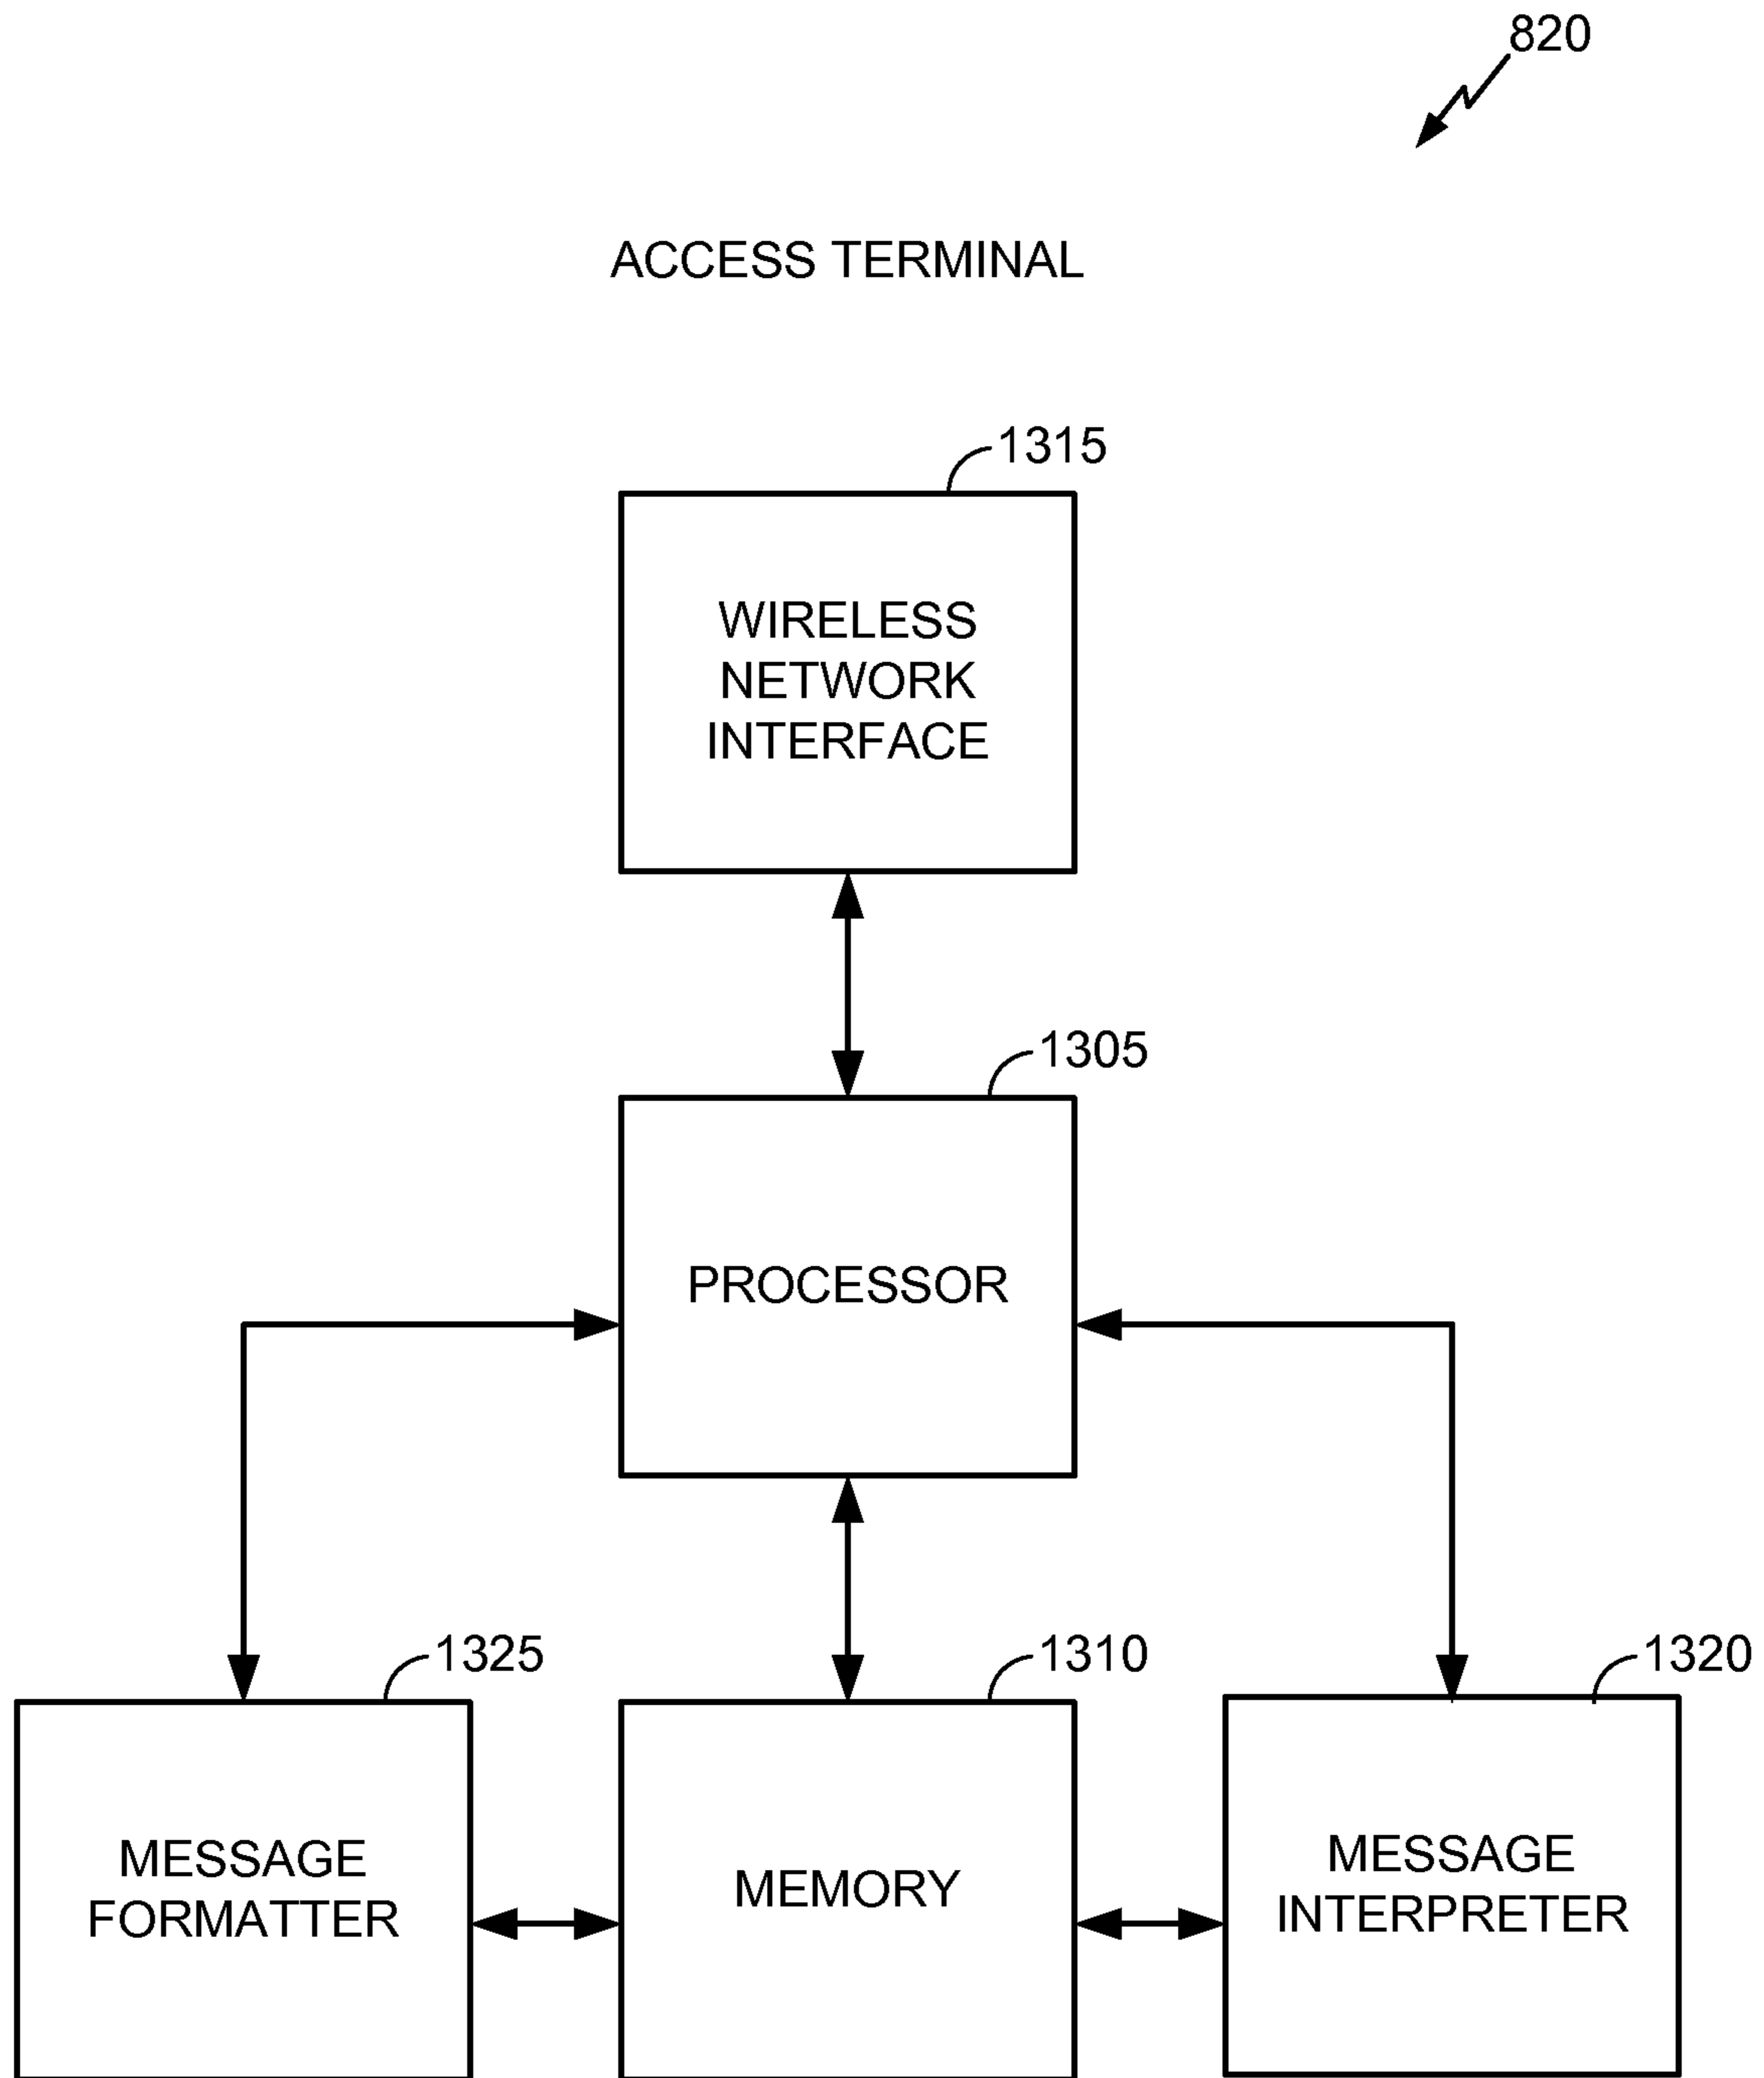 820
ACCESS TERMINAL
1315
WIRELESS
NETWORK
INTERFACE
1305
PROCESSOR
1325
1310
1320
MESSAGE
FORMATTER
MEMORY
MESSAGE
INTERPRETER